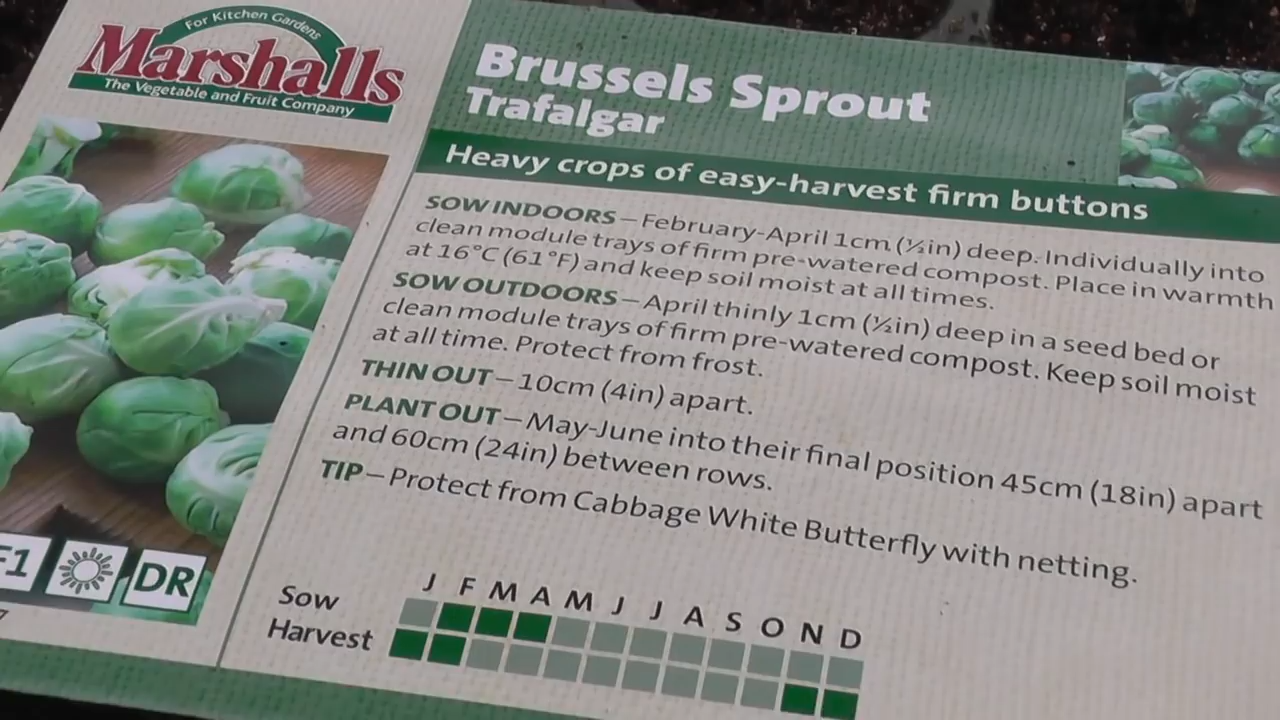 For Kitchen Gardens
Marshalls
The Vegetable and Fruit Company
Brussels Sprout
Trafalgar
Heavy crops of easy-harvest firm buttons
SOW INDOORS – February-April 1cm (½in) deep. Individually into
clean module trays of firm pre-watered compost. Place in warmth
at 16°C (61°F) and keep soil moist at all times.
SOW OUTDOORS – April thinly 1cm (½in) deep in a seed bed or
clean module trays of firm pre-watered compost. Keep soil moist
at all time. Protect from frost.
THIN OUT – 10cm (4in) apart.
PLANT OUT – May-June into their final position 45cm (18in) apart
and 60cm (24in) between rows.
TIP – Protect from Cabbage White Butterfly with netting.
J F M A M J J A S O N D
Sow
Harvest
F1 DR
7